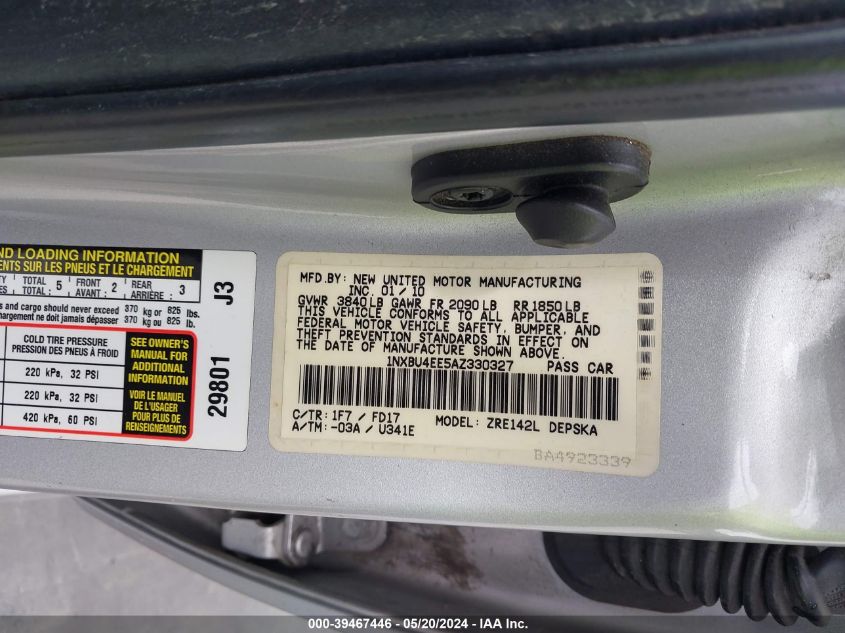 ND LOADING INFORMATION
ENTS SUR LES PNEUS ET LE CHARGEMENT
TY TOTAL 5 FRONT 2 REAR 3
ES TOTAL : AVANT : ARRIÈRE :
s and cargo should never exceed 370 kg or 825 lbs.
chargement ne doit jamais dépasser 370 kg ou 825 lb.
COLD TIRE PRESSURE
PRESSION DES PNEUS À FROID
220 kPa, 32 PSI
220 kPa, 32 PSI
420 kPa, 60 PSI
SEE OWNER'S
MANUAL FOR
ADDITIONAL
INFORMATION
VOIR LE MANUEL
DE L'USAGER
POUR PLUS DE
RENSEIGNEMENTS
29801 J3
MFD.BY: NEW UNITED MOTOR MANUFACTURING
INC. 01/10
GVWR 3840LB GAWR FR 2090LB RR1850LB
THIS VEHICLE CONFORMS TO ALL APPLICABLE
FEDERAL MOTOR VEHICLE SAFETY, BUMPER, AND
THEFT PREVENTION STANDARDS IN EFFECT ON
THE DATE OF MANUFACTURE SHOWN ABOVE.
1NXBU4EE5AZ330327 PASS CAR
C/TR: 1F7 / FD17
A/TM: -03A / U341E
MODEL: ZRE142L DEPSKA
BA4923339
000-39467446 - 05/20/2024 - IAAI - ©2024 IAA, Inc.